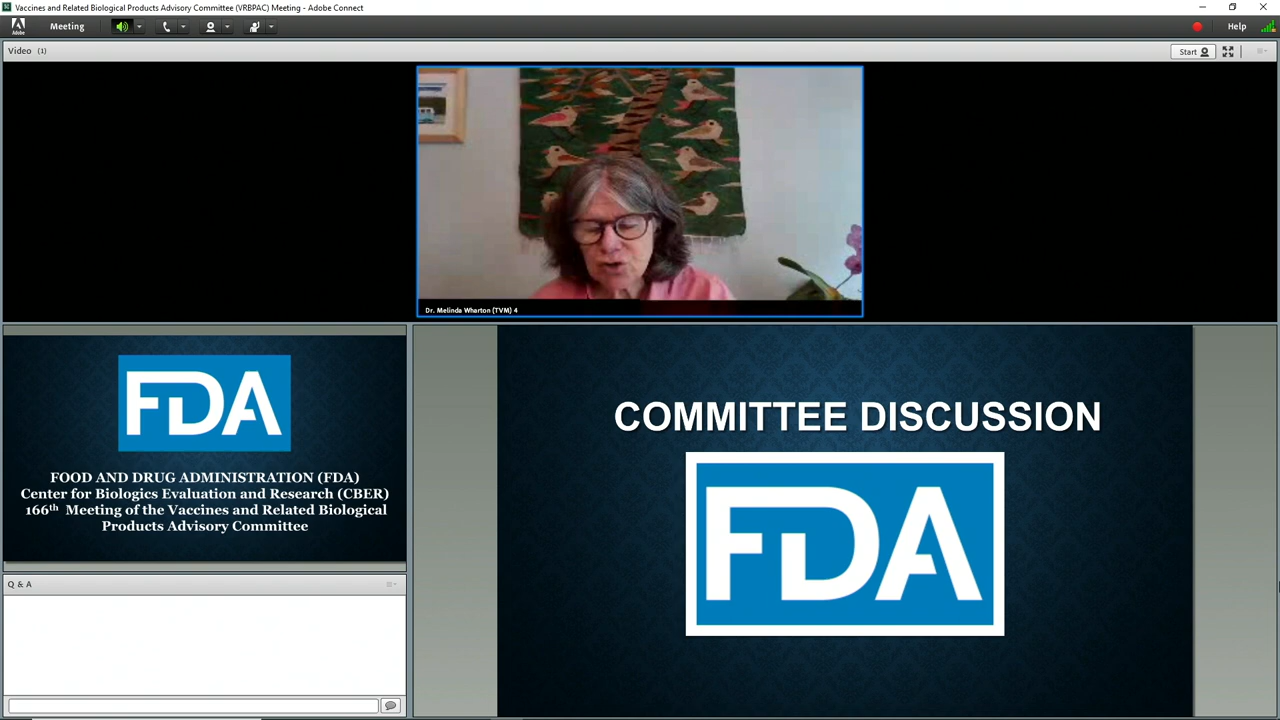 Vaccines and Related Biological Products Advisory Committee (VRBPAC) Meeting - Adobe Connect
Adobe
Meeting
Help
Video (1)
Start
Dr. Melinda Wharton (TVM) 4
FDA
FOOD AND DRUG ADMINISTRATION (FDA)
Center for Biologics Evaluation and Research (CBER)
166th Meeting of the Vaccines and Related Biological
Products Advisory Committee
COMMITTEE DISCUSSION
FDA
Q & A